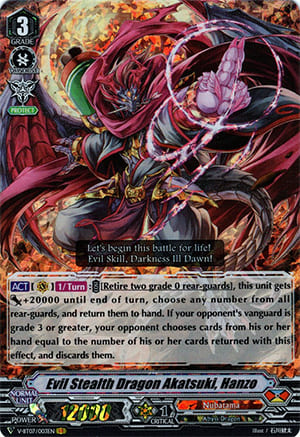 3
GRADE
PROTECT
Let's begin this battle for life!
Evil Skill, Darkness Ill Dawn!
ACT 1/Turn : [Retire two grade 0 rear-guards], this unit gets
+20000 until end of turn, choose any number from all
rear-guards, and return them to hand. If your opponent's vanguard is
grade 3 or greater, your opponent chooses cards from his or her
hand equal to the number of his or her cards returned with this
effect, and discards them.
Evil Stealth Dragon Akatsuki, Hanzo
NORMAL
UNIT
POWER
12000
1
CRITICAL
Nubatama
Abyss Dragon
V-BT07/003EN